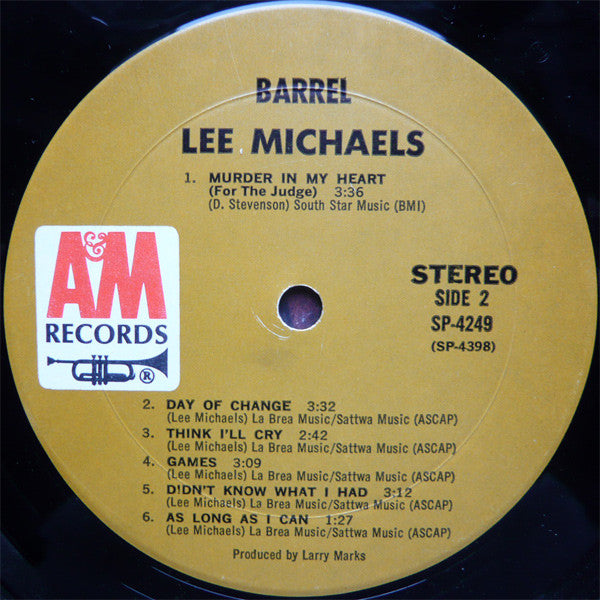 BARREL
LEE MICHAELS
1. MURDER IN MY HEART
(For The Judge) 3:36
(D. Stevenson) South Star Music (BMI)
A&M
RECORDS
®
STEREO
SIDE 2
SP-4249
(SP-4398)
2. DAY OF CHANGE 3:32
(Lee Michaels) La Brea Music/Sattwa Music (ASCAP)
3. THINK I'LL CRY 2:42
(Lee Michaels) La Brea Music/Sattwa Music (ASCAP)
4. GAMES 3:09
(Lee Michaels) La Brea Music/Sattwa Music (ASCAP)
5. DIDN'T KNOW WHAT I HAD 3:12
(Lee Michaels) La Brea Music/Sattwa Music (ASCAP)
6. AS LONG AS I CAN 1:27
(Lee Michaels) La Brea Music/Sattwa Music (ASCAP)
Produced by Larry Marks